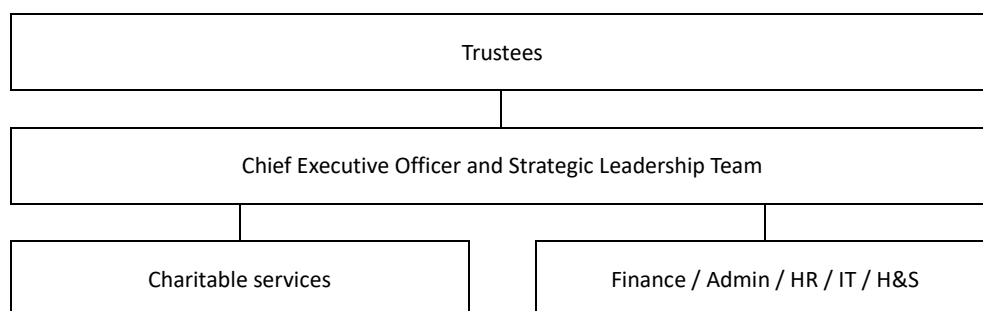 Trustees
Chief Executive Officer and Strategic Leadership Team
Charitable services
Finance / Admin / HR / IT / H&S